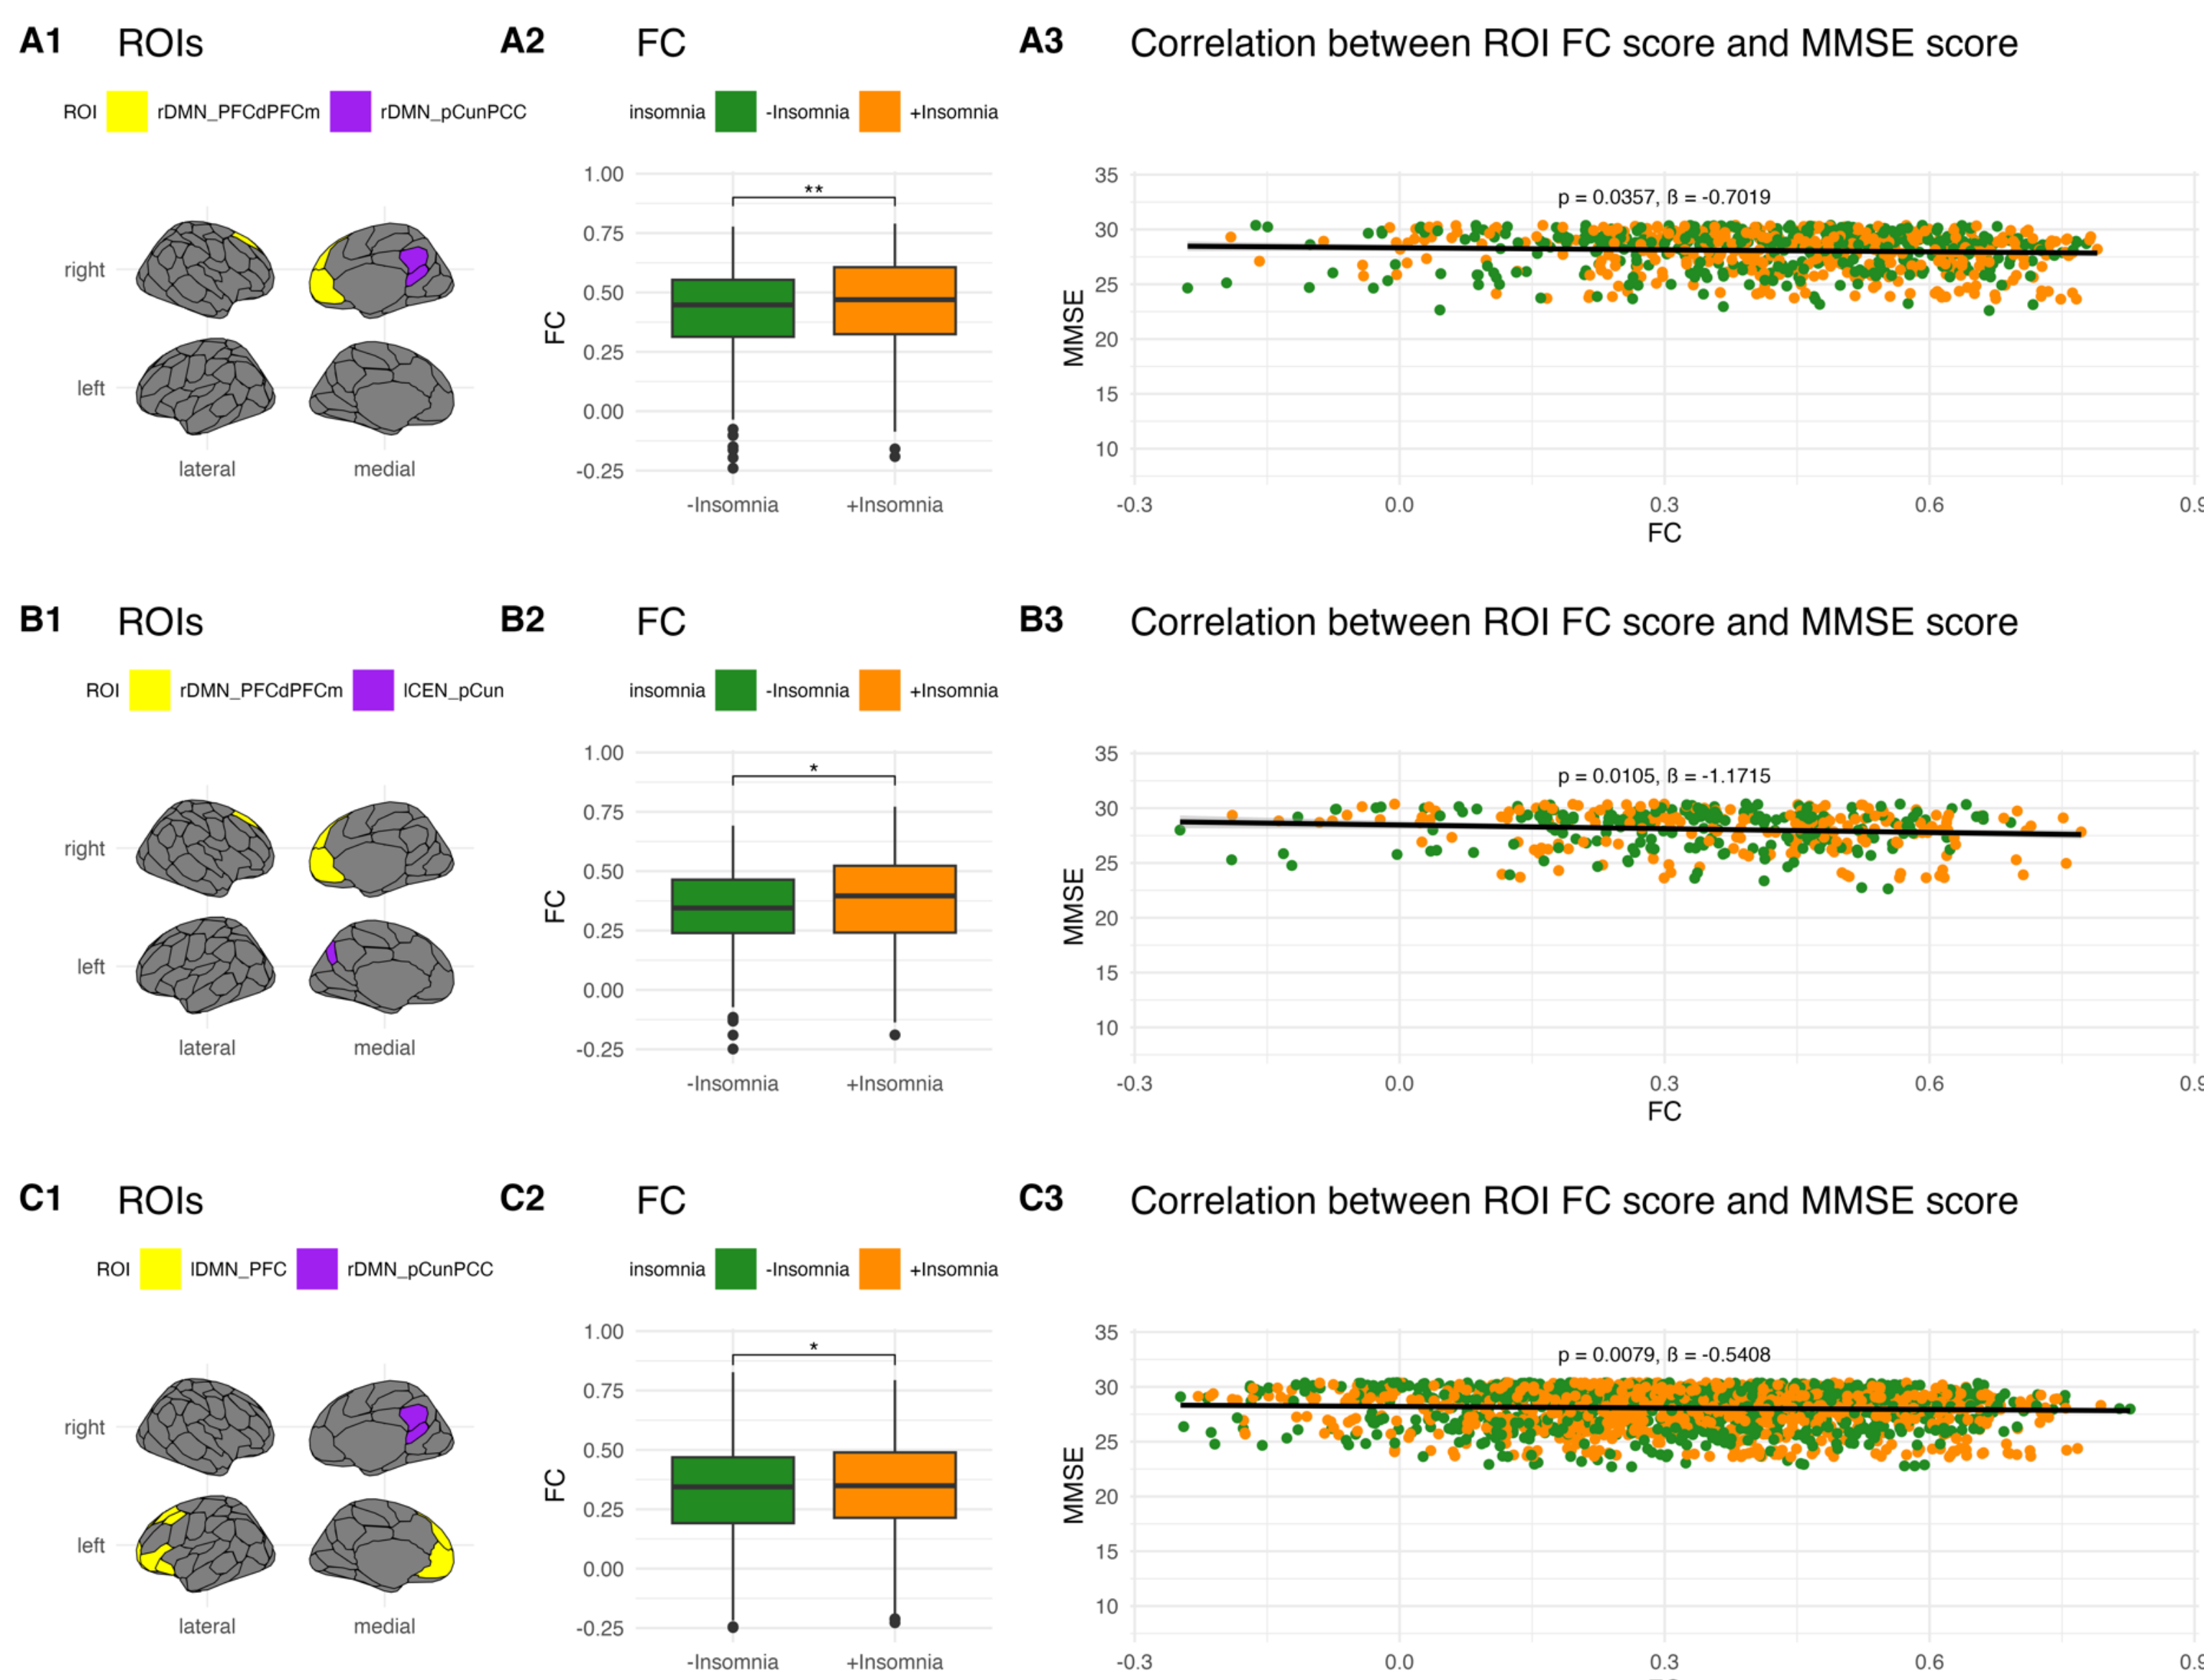 A1 ROIs A2 FC A3 Correlation between ROI FC score and MMSE score
ROI rDMN_PFCdPFCm rDMN_pCunPCC
insomnia -Insomnia +Insomnia
right
left
lateral medial
FC
1.00
0.75
0.50
0.25
0.00
-0.25
**
-Insomnia +Insomnia
MMSE
35
30
25
20
15
10
p = 0.0357, ß = -0.7019
-0.3 0.0 0.3 0.6 0.9
FC
B1 ROIs B2 FC B3 Correlation between ROI FC score and MMSE score
ROI rDMN_PFCdPFCm lCEN_pCun
insomnia -Insomnia +Insomnia
right
left
lateral medial
FC
1.00
0.75
0.50
0.25
0.00
-0.25
*
-Insomnia +Insomnia
MMSE
35
30
25
20
15
10
p = 0.0105, ß = -1.1715
-0.3 0.0 0.3 0.6 0.9
FC
C1 ROIs C2 FC C3 Correlation between ROI FC score and MMSE score
ROI lDMN_PFC rDMN_pCunPCC
insomnia -Insomnia +Insomnia
right
left
lateral medial
FC
1.00
0.75
0.50
0.25
0.00
-0.25
*
-Insomnia +Insomnia
MMSE
35
30
25
20
15
10
p = 0.0079, ß = -0.5408
-0.3 0.0 0.3 0.6 0.9